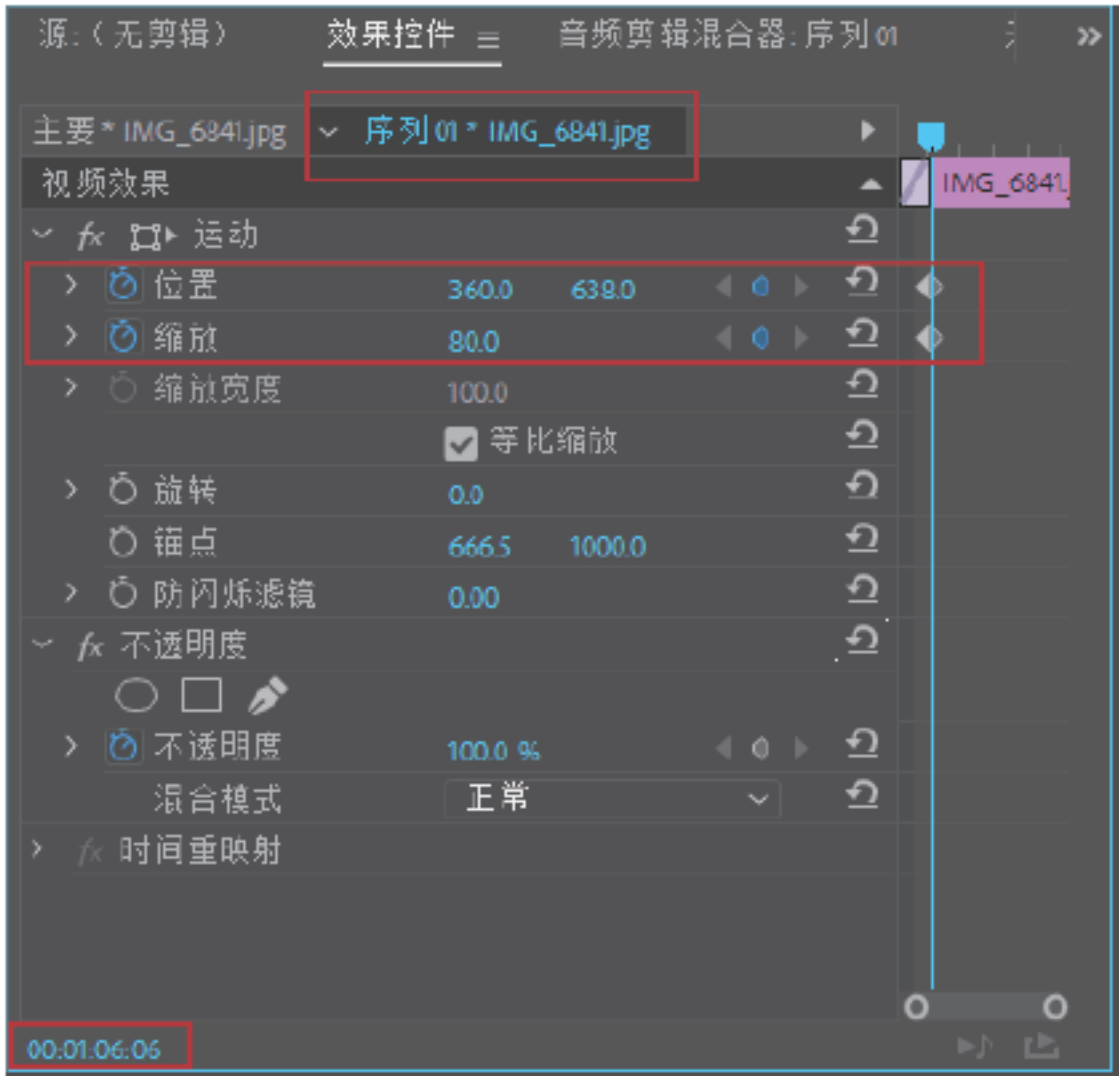 源:（无剪辑） 效果控件 音频剪辑混合器:序列 01
主要 * IMG_6841.jpg 序列 01 * IMG_6841.jpg
视频效果 IMG_6841.
fx 运动
位置 360.0 638.0
缩放 80.0
缩放宽度 100.0
等比缩放
旋转 0.0
锚点 666.5 1000.0
防闪烁滤镜 0.00
fx 不透明度
不透明度 100.0 %
混合模式 正常
fx 时间重映射
00:01:06:06